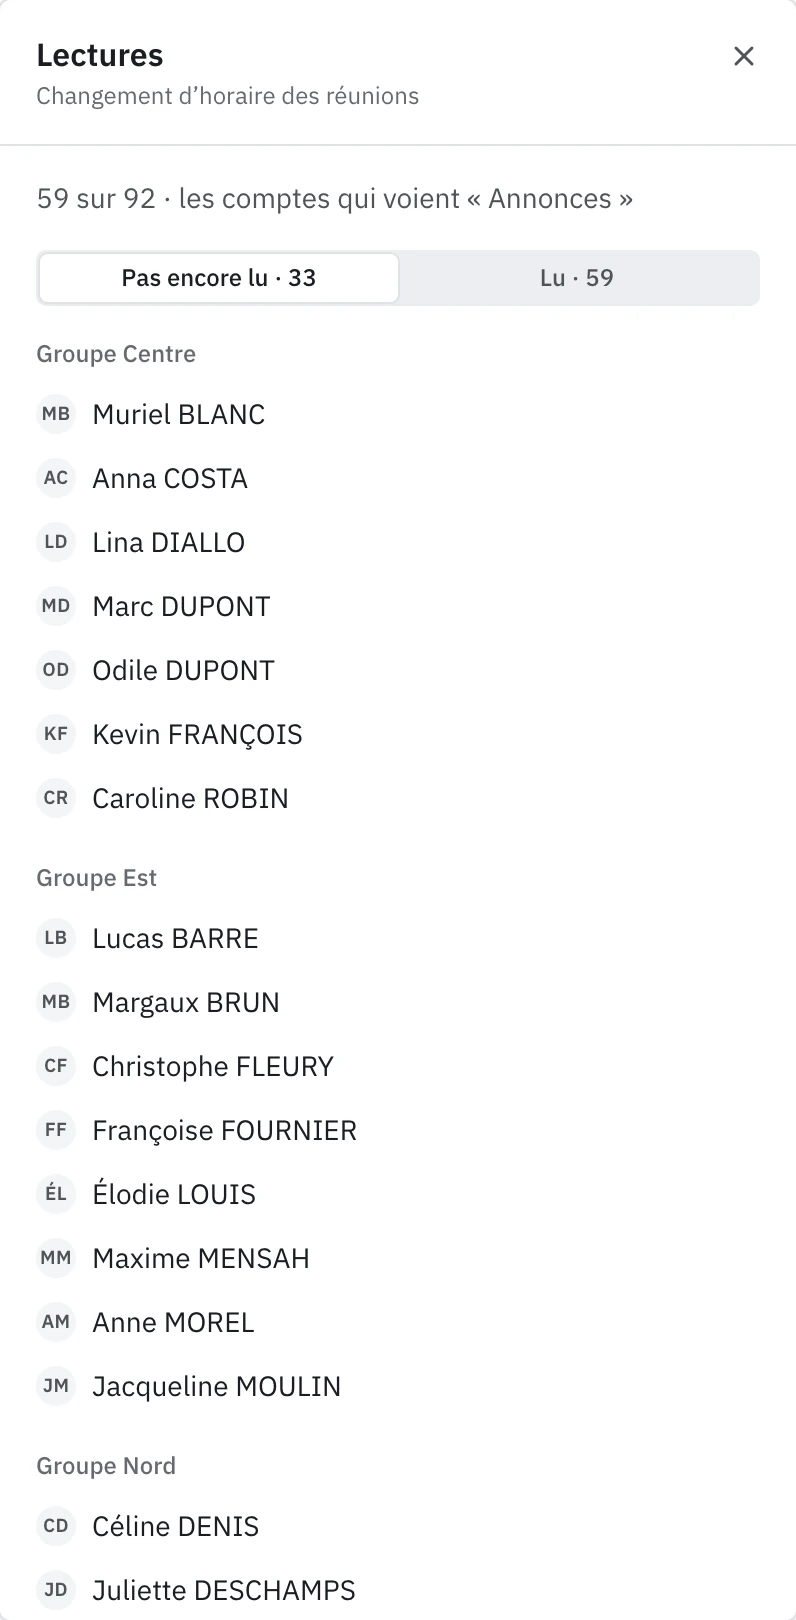 Lectures
Changement d’horaire des réunions
59 sur 92 · les comptes qui voient « Annonces »
Pas encore lu · 33
Lu · 59
Groupe Centre
MB Muriel BLANC
AC Anna COSTA
LD Lina DIALLO
MD Marc DUPONT
OD Odile DUPONT
KF Kevin FRANÇOIS
CR Caroline ROBIN
Groupe Est
LB Lucas BARRE
MB Margaux BRUN
CF Christophe FLEURY
FF Françoise FOURNIER
ÉL Élodie LOUIS
MM Maxime MENSAH
AM Anne MOREL
JM Jacqueline MOULIN
Groupe Nord
CD Céline DENIS
JD Juliette DESCHAMPS